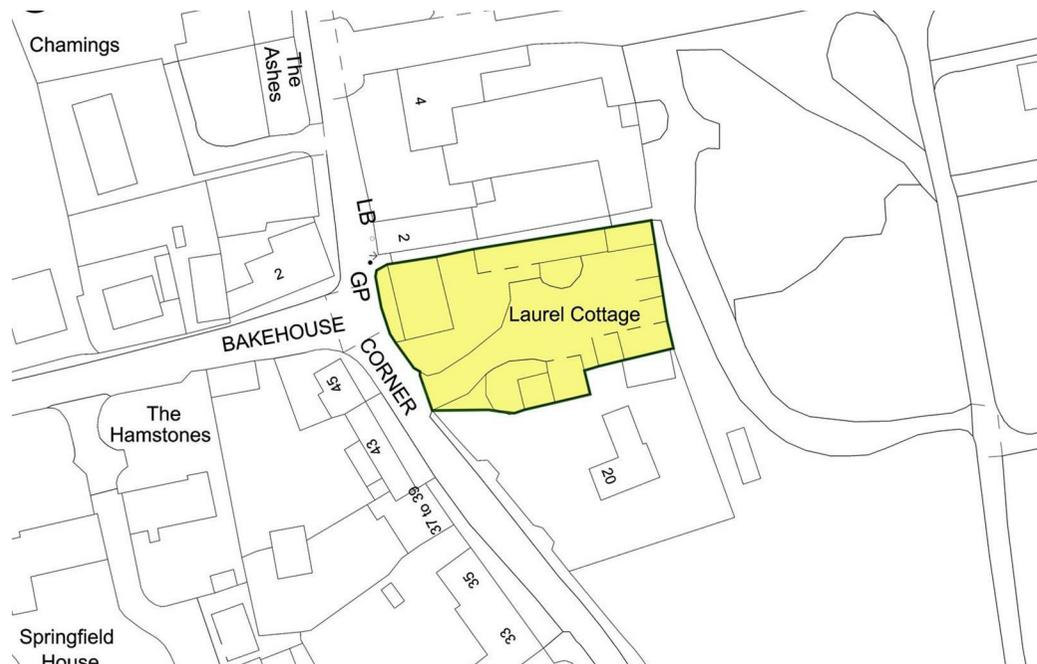 Chamings
The
Ashes
4
LB
2
2
GP
Laurel Cottage
BAKEHOUSE
CORNER
45
The
Hamstones
43
20
37 to 39
35
33
Springfield
House